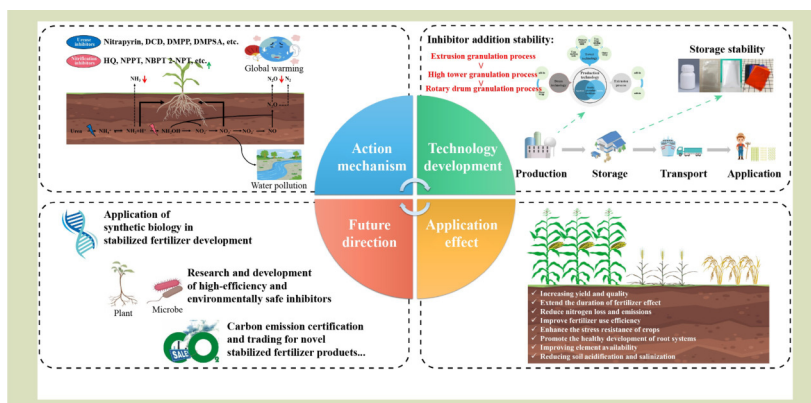 Urease inhibitors
Nitrapyrin, DCD, DMPP, DMPSA, etc.
Nitrification inhibitors
HQ, NPPT, NBPT 2-NPT, etc.
Global warming
NH₃
N₂O
N₂
N₂O
Urea
NH₄⁺
NH₂OH
NO₂
NO
Water pollution
Inhibitor addition stability:
Extrusion granulation process
High tower granulation process
Rotary drum granulation process
Production technology
Storage stability
Production
Storage
Transport
Application
Action mechanism
Technology development
Future direction
Application effect
Application of
synthetic biology in
stabilized fertilizer development
Research and development
of high-efficiency and
environmentally safe inhibitors
Plant
Microbe
Carbon emission certification
and trading for novel
stabilized fertilizer products...
SALE
CO₂
✓ Increasing yield and quality
✓ Extend the duration of fertilizer effect
✓ Reduce nitrogen loss and emissions
✓ Improve fertilizer use efficiency
✓ Enhance the stress resistance of crops
✓ Promote the healthy development of root systems
✓ Improving element availability
✓ Reducing soil acidification and salinization